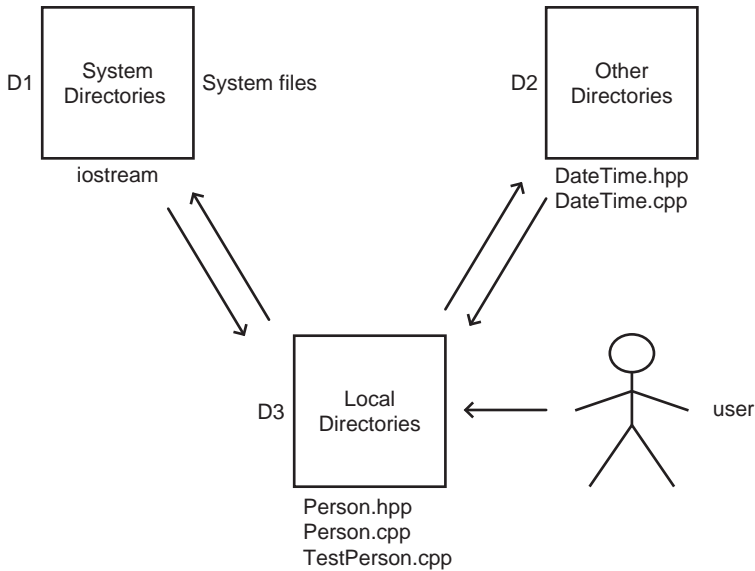 D1
System
Directories
System files
iostream
D2
Other
Directories
DateTime.hpp
DateTime.cpp
D3
Local
Directories
Person.hpp
Person.cpp
TestPerson.cpp
user